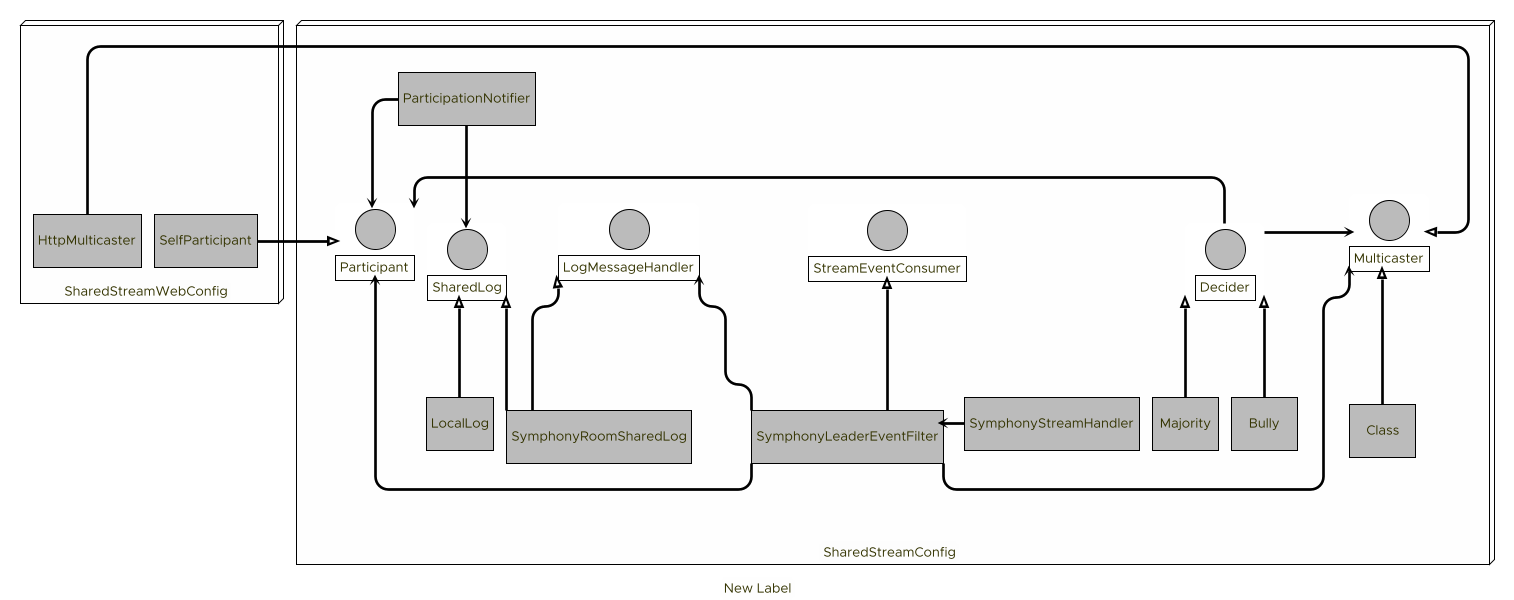 ParticipationNotifier
HttpMulticaster
SelfParticipant
SharedStreamWebConfig
Participant
SharedLog
LogMessageHandler
StreamEventConsumer
Decider
Multicaster
LocalLog
SymphonyRoomSharedLog
SymphonyLeaderEventFilter
SymphonyStreamHandler
Majority
Bully
Class
SharedStreamConfig
New Label